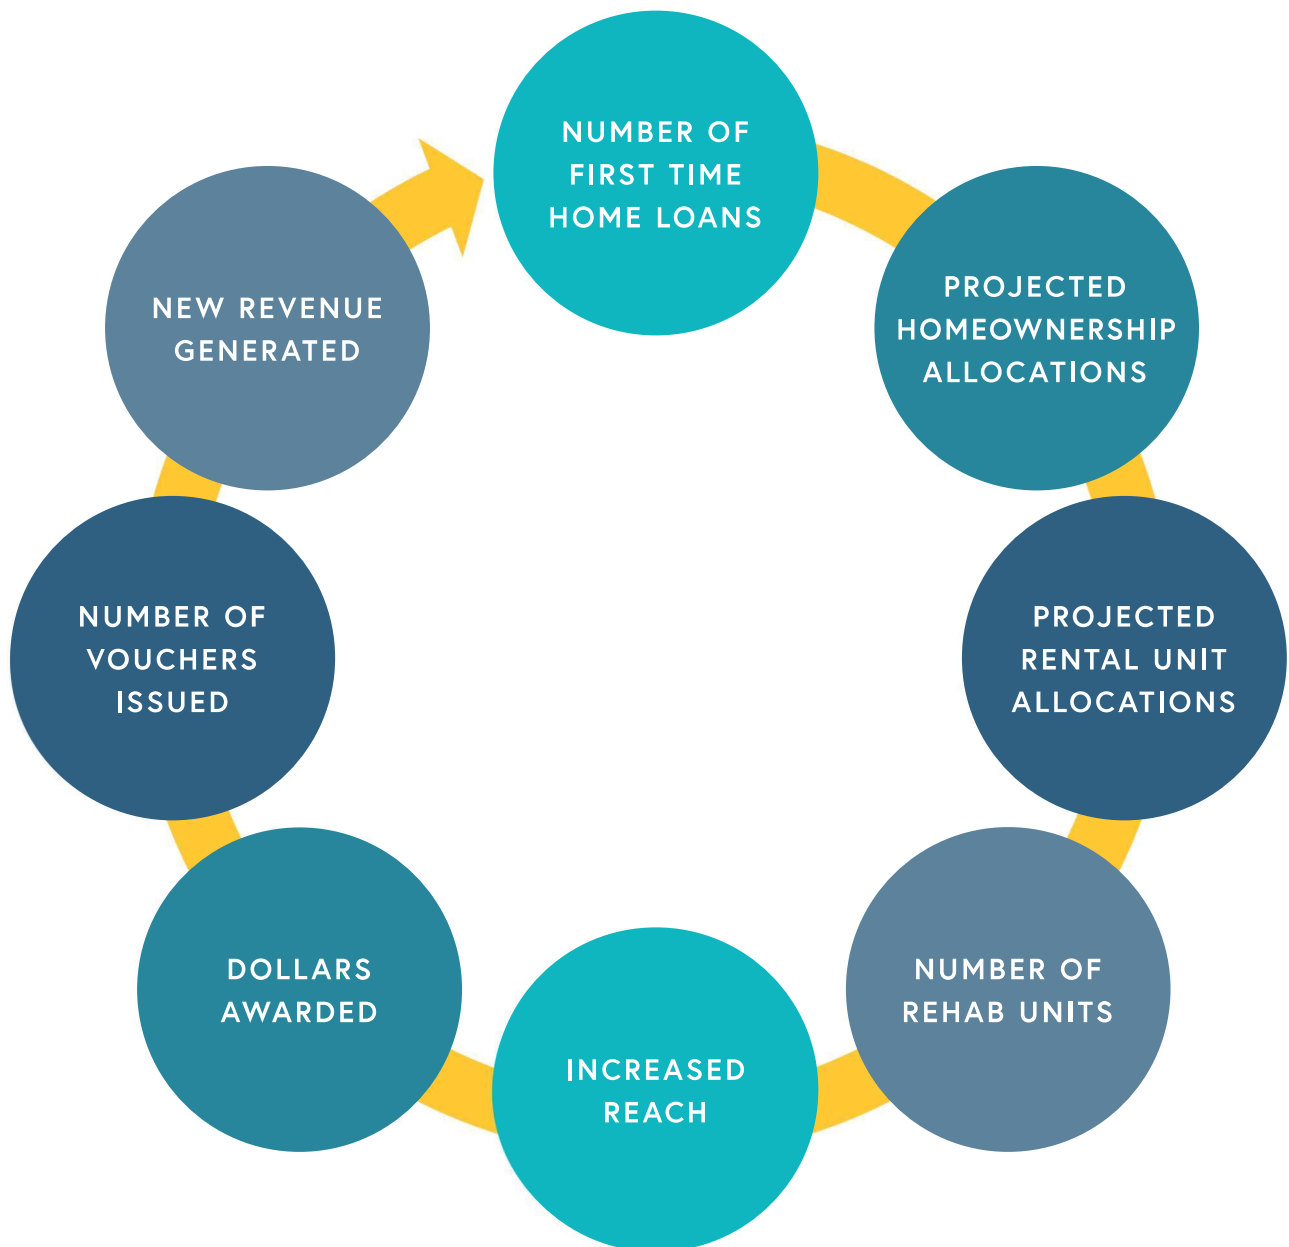 NUMBER OF
FIRST TIME
HOME LOANS
PROJECTED
HOMEOWNERSHIP
ALLOCATIONS
PROJECTED
RENTAL UNIT
ALLOCATIONS
NUMBER OF
REHAB UNITS
INCREASED
REACH
DOLLARS
AWARDED
NUMBER OF
VOUCHERS
ISSUED
NEW REVENUE
GENERATED